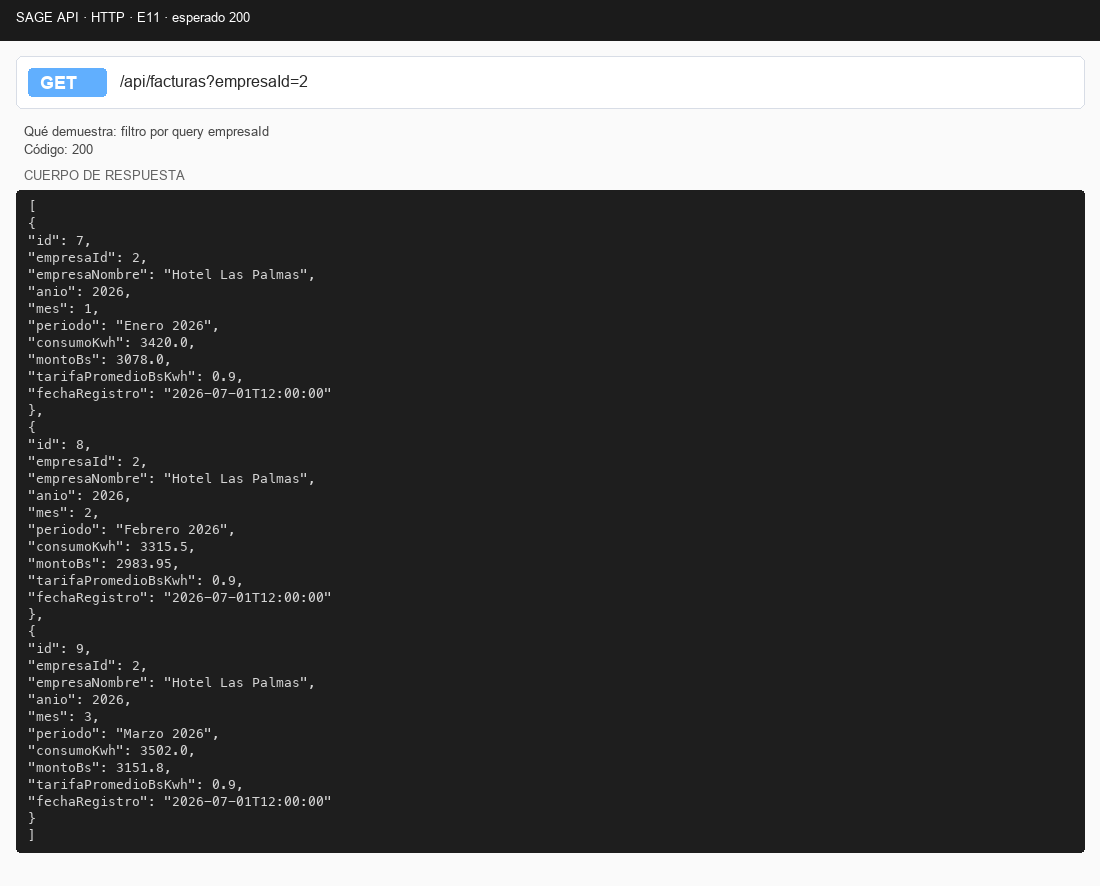 SAGE API · HTTP · E11 · esperado 200
GET /api/facturas?empresaId=2
Qué demuestra: filtro por query empresaId
Código: 200
CUERPO DE RESPUESTA
[
{
"id": 7,
"empresaId": 2,
"empresaNombre": "Hotel Las Palmas",
"anio": 2026,
"mes": 1,
"periodo": "Enero 2026",
"consumoKwh": 3420.0,
"montoBs": 3078.0,
"tarifaPromedioBsKwh": 0.9,
"fechaRegistro": "2026-07-01T12:00:00"
},
{
"id": 8,
"empresaId": 2,
"empresaNombre": "Hotel Las Palmas",
"anio": 2026,
"mes": 2,
"periodo": "Febrero 2026",
"consumoKwh": 3315.5,
"montoBs": 2983.95,
"tarifaPromedioBsKwh": 0.9,
"fechaRegistro": "2026-07-01T12:00:00"
},
{
"id": 9,
"empresaId": 2,
"empresaNombre": "Hotel Las Palmas",
"anio": 2026,
"mes": 3,
"periodo": "Marzo 2026",
"consumoKwh": 3502.0,
"montoBs": 3151.8,
"tarifaPromedioBsKwh": 0.9,
"fechaRegistro": "2026-07-01T12:00:00"
}
]